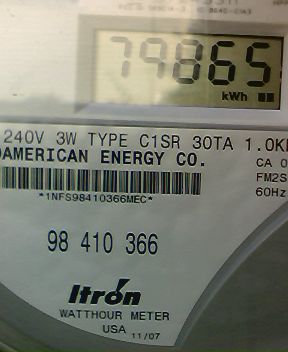 79865
kWh
240V 3W TYPE C1SR 30TA 1.0K
AMERICAN ENERGY CO.
CA 0
FM2S
60Hz
*1NFS98410366MEC*
98 410 366
Itron
WATTHOUR METER
USA 11/07